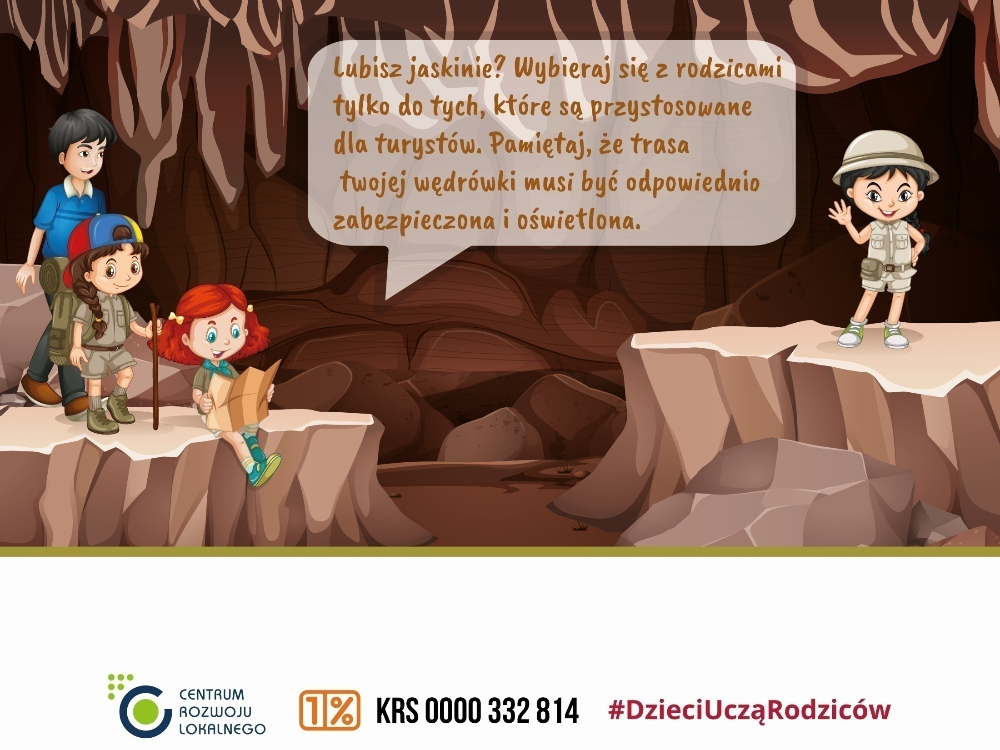 Lubisz jaskinie? Wybieraj się z rodzicami
tylko do tych, które są przystosowane
dla turystów. Pamiętaj, że trasa
twojej wędrówki musi być odpowiednio
zabezpieczona i oświetlona.
CENTRUM
ROZWOJU
LOKALNEGO
1%
KRS 0000 332 814
#DzieciUcząRodziców